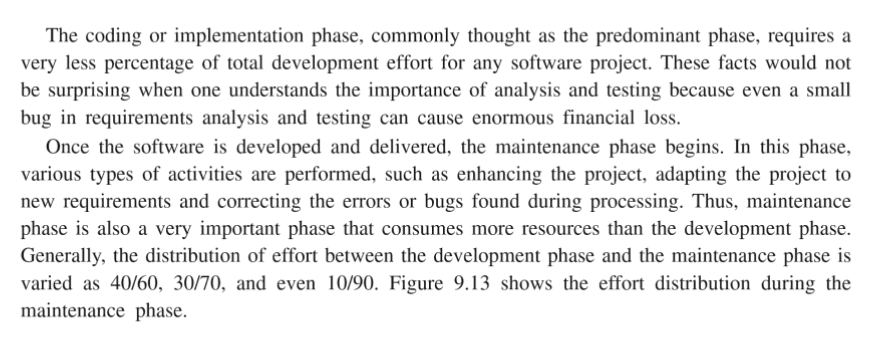 The coding or implementation phase, commonly thought as the predominant phase, requires a
very less percentage of total development effort for any software project. These facts would not
be surprising when one understands the importance of analysis and testing because even a small
bug in requirements analysis and testing can cause enormous financial loss.
Once the software is developed and delivered, the maintenance phase begins. In this phase,
various types of activities are performed, such as enhancing the project, adapting the project to
new requirements and correcting the errors or bugs found during processing. Thus, maintenance
phase is also a very important phase that consumes more resources than the development phase.
Generally, the distribution of effort between the development phase and the maintenance phase is
varied as 40/60, 30/70, and even 10/90. Figure 9.13 shows the effort distribution during the
maintenance phase.